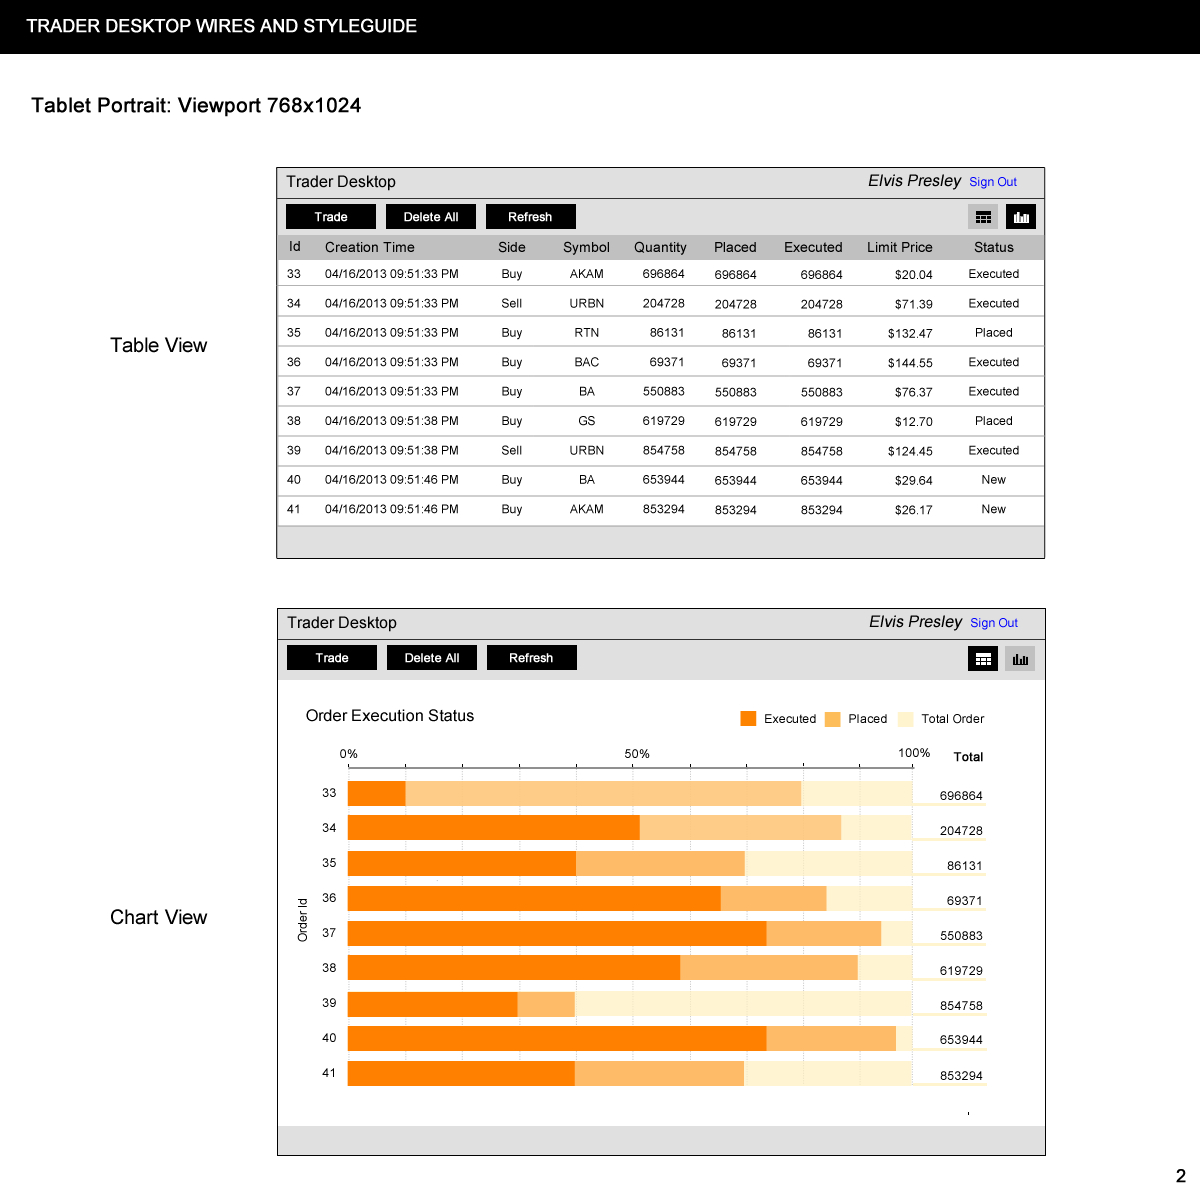 TRADER DESKTOP WIRES AND STYLEGUIDE
Tablet Portrait: Viewport 768x1024
Trader Desktop Elvis Presley Sign Out
Trade Delete All Refresh
Id Creation Time Side Symbol Quantity Placed Executed Limit Price Status
33 04/16/2013 09:51:33 PM Buy AKAM 696864 696864 696864 $20.04 Executed
34 04/16/2013 09:51:33 PM Sell URBN 204728 204728 204728 $71.39 Executed
35 04/16/2013 09:51:33 PM Buy RTN 86131 86131 86131 $132.47 Placed
Table View
36 04/16/2013 09:51:33 PM Buy BAC 69371 69371 69371 $144.55 Executed
37 04/16/2013 09:51:33 PM Buy BA 550883 550883 550883 $76.37 Executed
38 04/16/2013 09:51:38 PM Buy GS 619729 619729 619729 $12.70 Placed
39 04/16/2013 09:51:38 PM Sell URBN 854758 854758 854758 $124.45 Executed
40 04/16/2013 09:51:46 PM Buy BA 653944 653944 653944 $29.64 New
41 04/16/2013 09:51:46 PM Buy AKAM 853294 853294 853294 $26.17 New
Trader Desktop Elvis Presley Sign Out
Trade Delete All Refresh
Order Execution Status Executed Placed Total Order
0% 50% 100% Total
33 696864
34 204728
35 86131
36 69371
Chart View
Order Id
37 550883
38 619729
39 854758
40 653944
41 853294
2